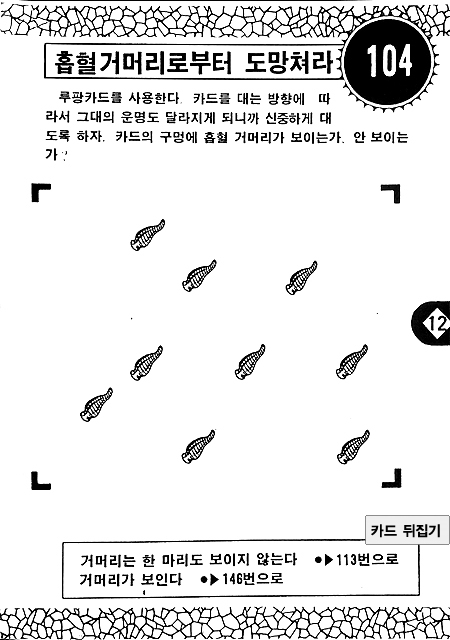 흡혈거머리로부터 도망쳐라
104
루팡카드를 사용한다. 카드를 대는 방향에 따
라서 그대의 운명도 달라지게 되니까 신중하게 대
도록 하자. 카드의 구멍에 흡혈 거머리가 보이는가, 안 보이는
가?
12
카드 뒤집기
거머리는 한 마리도 보이지 않는다 ●▶113번으로
거머리가 보인다 ●▶146번으로